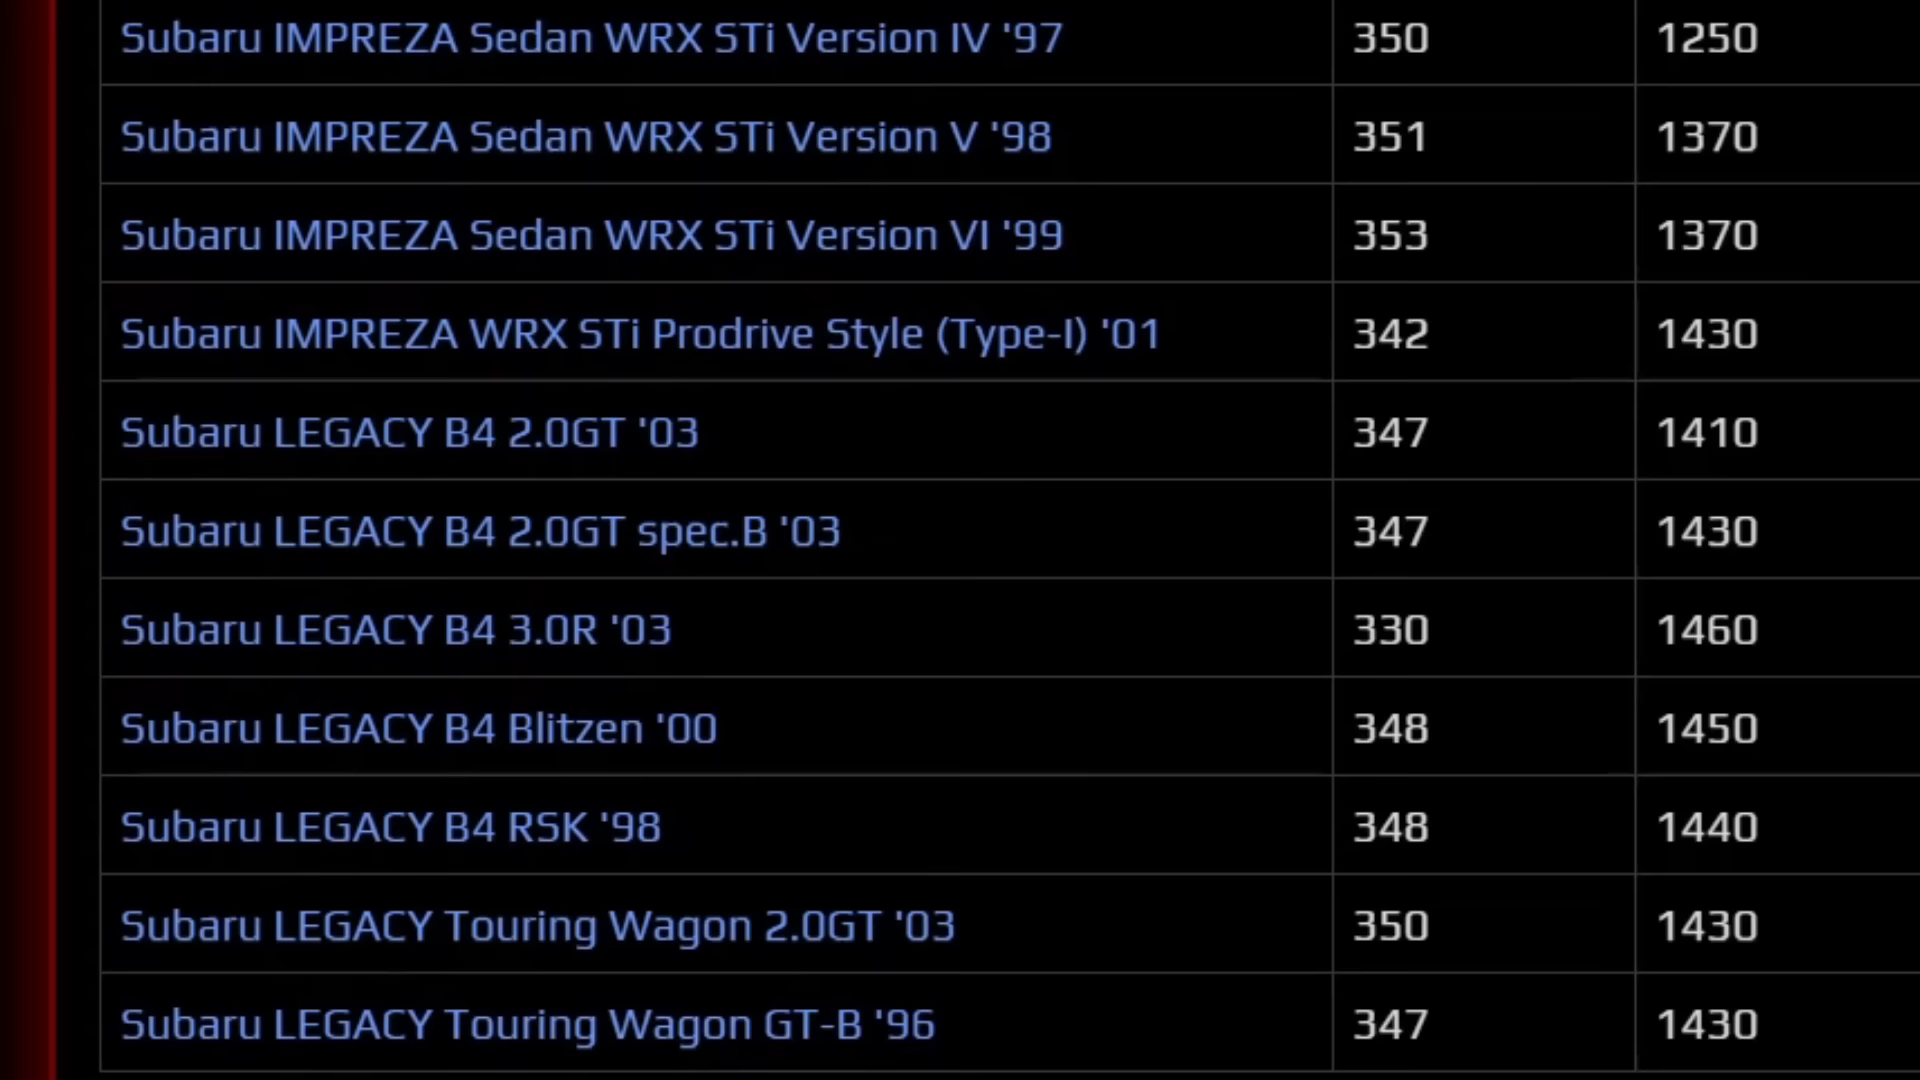 Subaru IMPREZA Sedan WRX STi Version IV '97 350 1250
Subaru IMPREZA Sedan WRX STi Version V '98 351 1370
Subaru IMPREZA Sedan WRX STi Version VI '99 353 1370
Subaru IMPREZA WRX STi Prodrive Style (Type-I) '01 342 1430
Subaru LEGACY B4 2.0GT '03 347 1410
Subaru LEGACY B4 2.0GT spec.B '03 347 1430
Subaru LEGACY B4 3.0R '03 330 1460
Subaru LEGACY B4 Blitzen '00 348 1450
Subaru LEGACY B4 RSK '98 348 1440
Subaru LEGACY Touring Wagon 2.0GT '03 350 1430
Subaru LEGACY Touring Wagon GT-B '96 347 1430